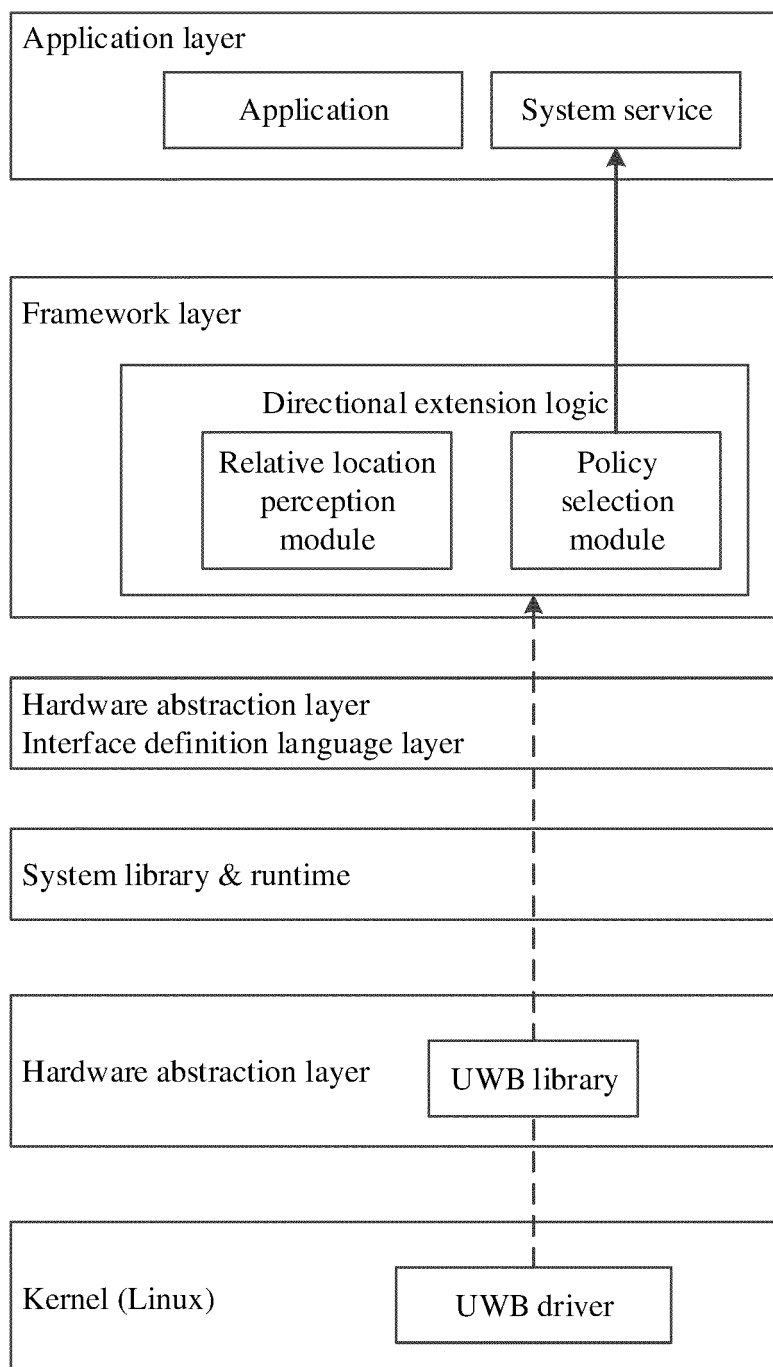 Application layer
Application
System service
Framework layer
Directional extension logic
Relative location
perception
module
Policy
selection
module
Hardware abstraction layer
Interface definition language layer
System library & runtime
Hardware abstraction layer
UWB library
Kernel (Linux)
UWB driver